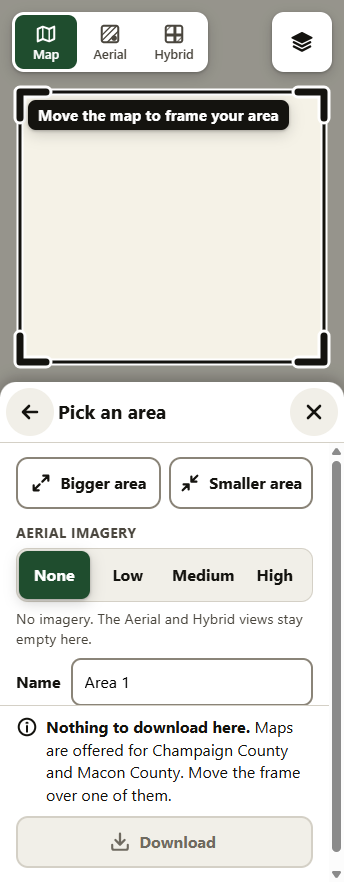 Map Aerial Hybrid
Move the map to frame your area
Pick an area
Bigger area Smaller area
AERIAL IMAGERY
None Low Medium High
No imagery. The Aerial and Hybrid views stay
empty here.
Name Area 1
Nothing to download here. Maps
are offered for Champaign County
and Macon County. Move the frame
over one of them.
Download